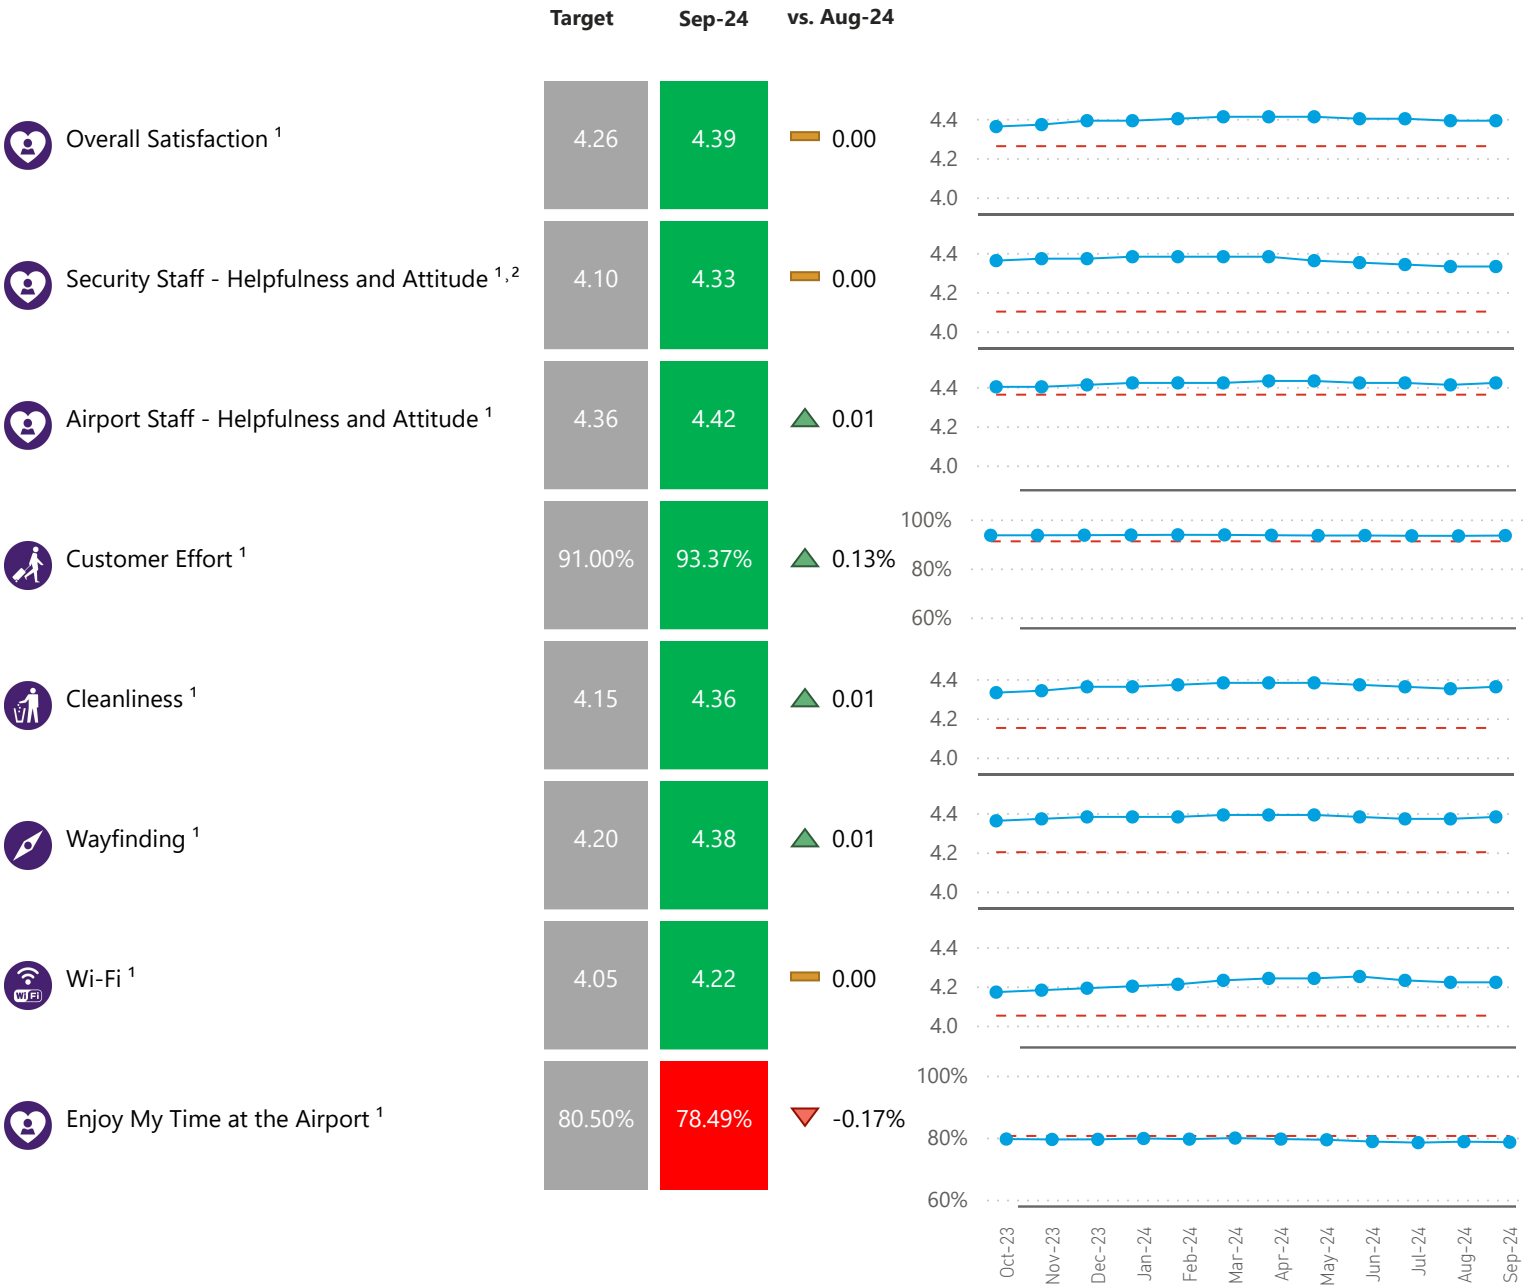 Target Sep-24 vs. Aug-24
Overall Satisfaction ¹ 4.26 4.39 0.00
4.4
4.2
4.0
Security Staff - Helpfulness and Attitude ¹,² 4.10 4.33 0.00
4.4
4.2
4.0
Airport Staff - Helpfulness and Attitude ¹ 4.36 4.42 0.01
4.4
4.2
4.0
Customer Effort ¹ 91.00% 93.37% 0.13%
100%
80%
60%
Cleanliness ¹ 4.15 4.36 0.01
4.4
4.2
4.0
Wayfinding ¹ 4.20 4.38 0.01
4.4
4.2
4.0
Wi-Fi ¹ 4.05 4.22 0.00
WiFi
4.4
4.2
4.0
Enjoy My Time at the Airport ¹ 80.50% 78.49% -0.17%
100%
80%
60%
Oct-23 Nov-23 Dec-23 Jan-24 Feb-24 Mar-24 Apr-24 May-24 Jun-24 Jul-24 Aug-24 Sep-24